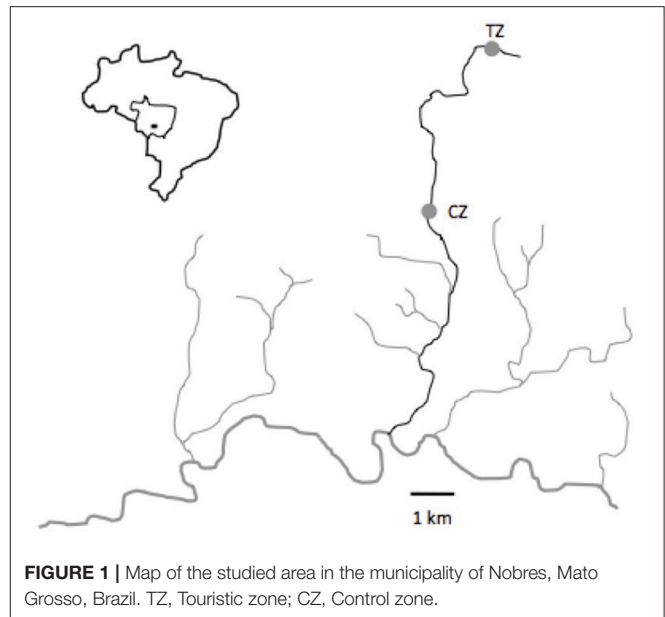 TZ
CZ
1 km
FIGURE 1 | Map of the studied area in the municipality of Nobres, Mato
Grosso, Brazil. TZ, Touristic zone; CZ, Control zone.